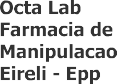 Octa Lab
Farmacia de
Manipulacao
Eireli - Epp